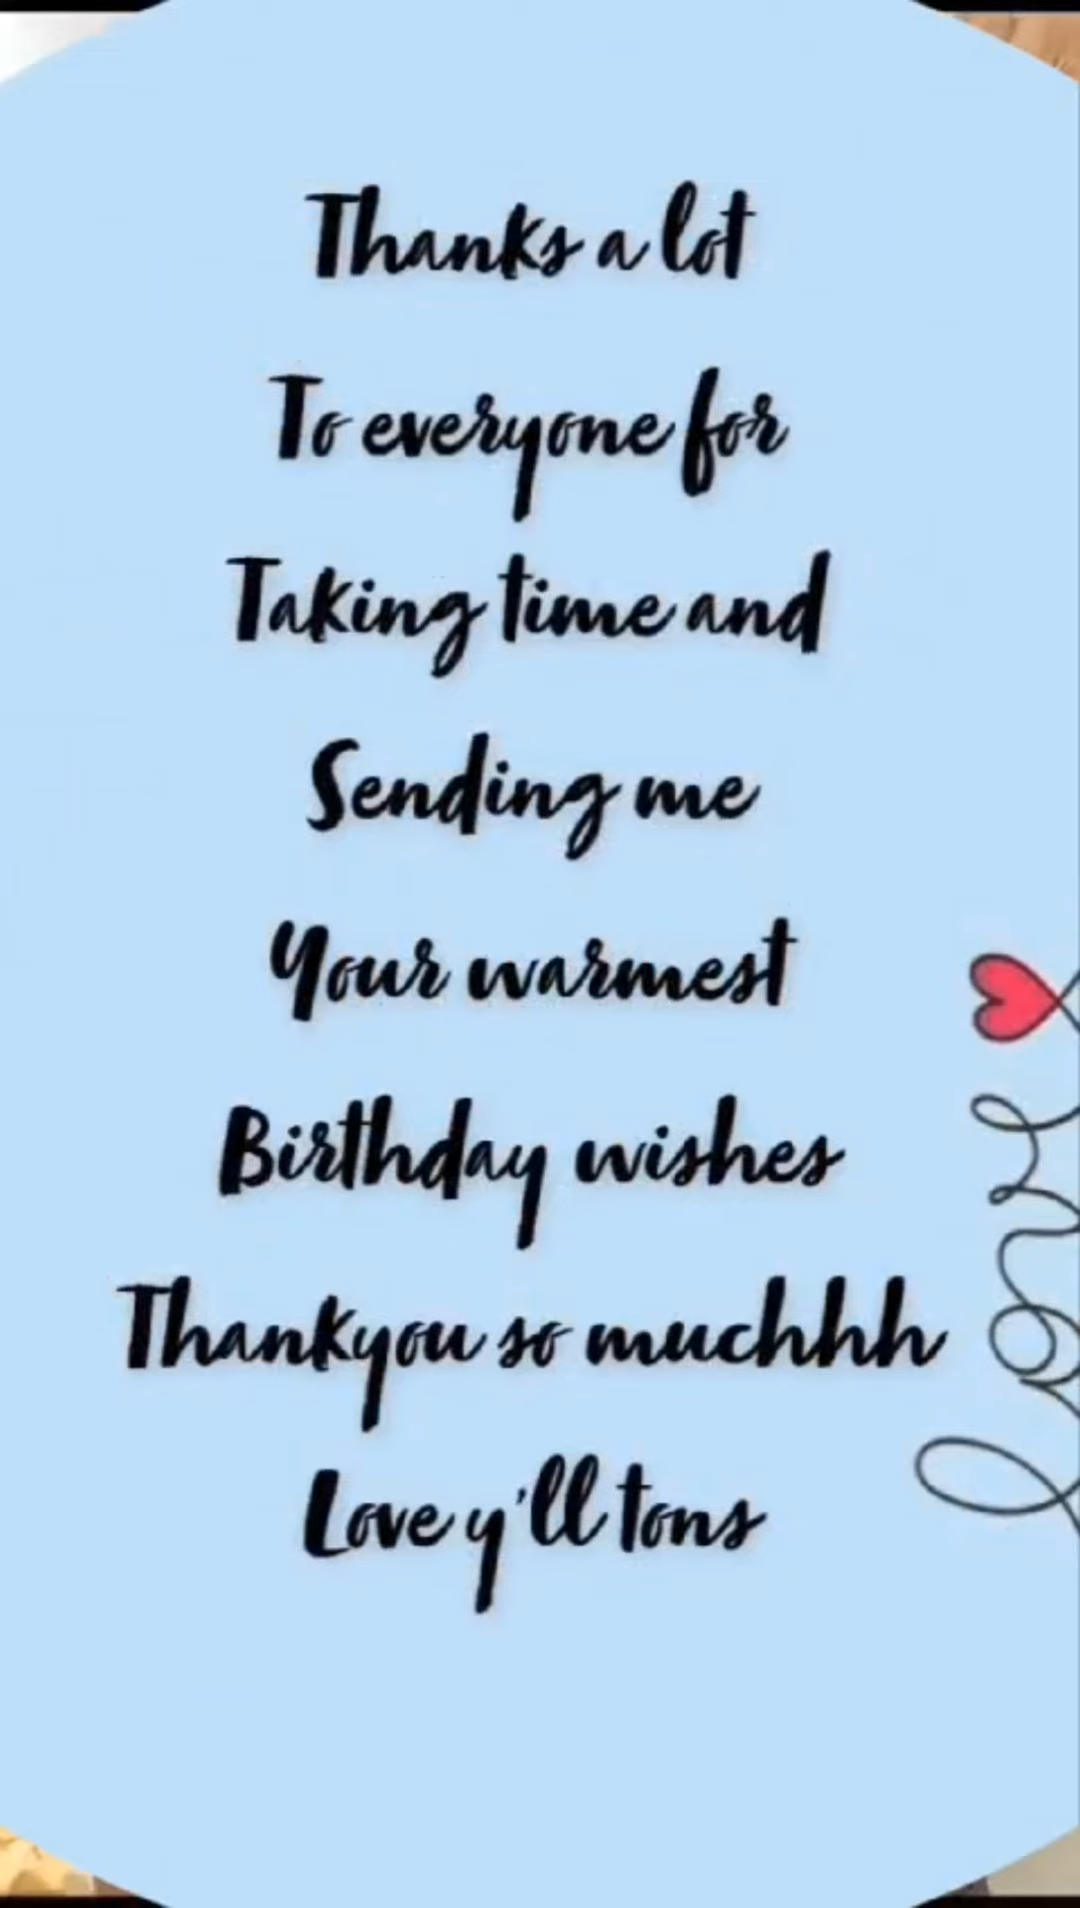 Thanks a lot
To everyone for
Taking time and
Sending me
Your warmest
Birthday wishes
Thankyou so muchhh
Love y'll tons